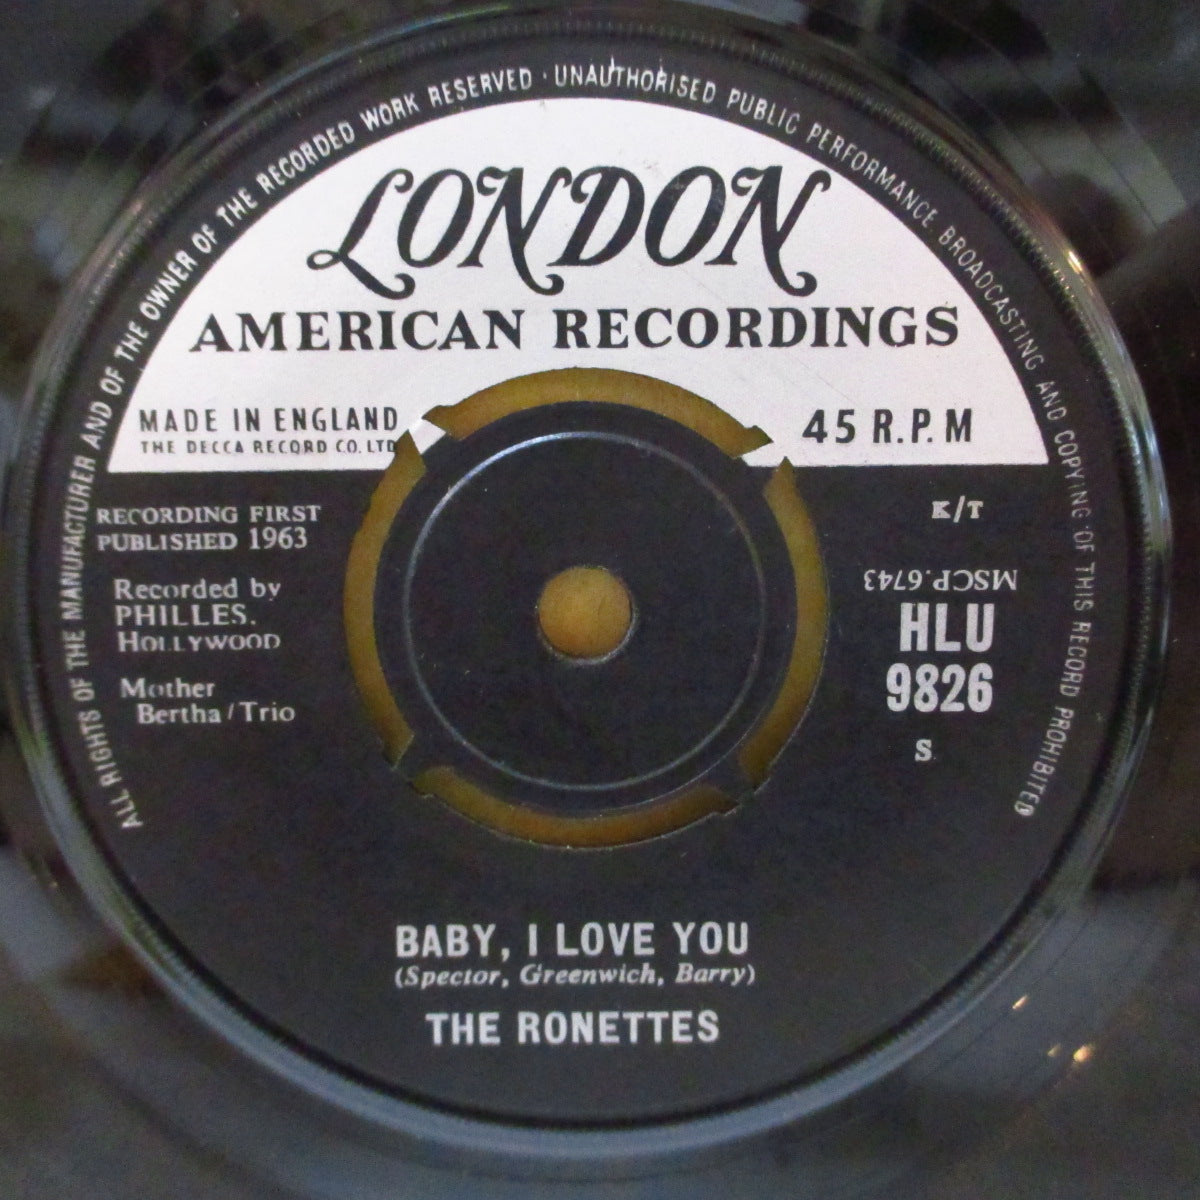 ALL RIGHTS OF THE MANUFACTURER AND OF THE OWNER OF THE RECORDED WORK RESERVED · UNAUTHORISED PUBLIC PERFORMANCE BROADCASTING AND COPYING OF THIS RECORD PROHIBITED
LONDON
AMERICAN RECORDINGS
MADE IN ENGLAND
THE DECCA RECORD CO. LTD
45 R.P.M
RECORDING FIRST
PUBLISHED 1963
K/T
Recorded by
PHILLES.
HOLLYWOOD
MSCP.6743
HLU
9826
Mother
Bertha/Trio
S
BABY, I LOVE YOU
(Spector, Greenwich, Barry)
THE RONETTES